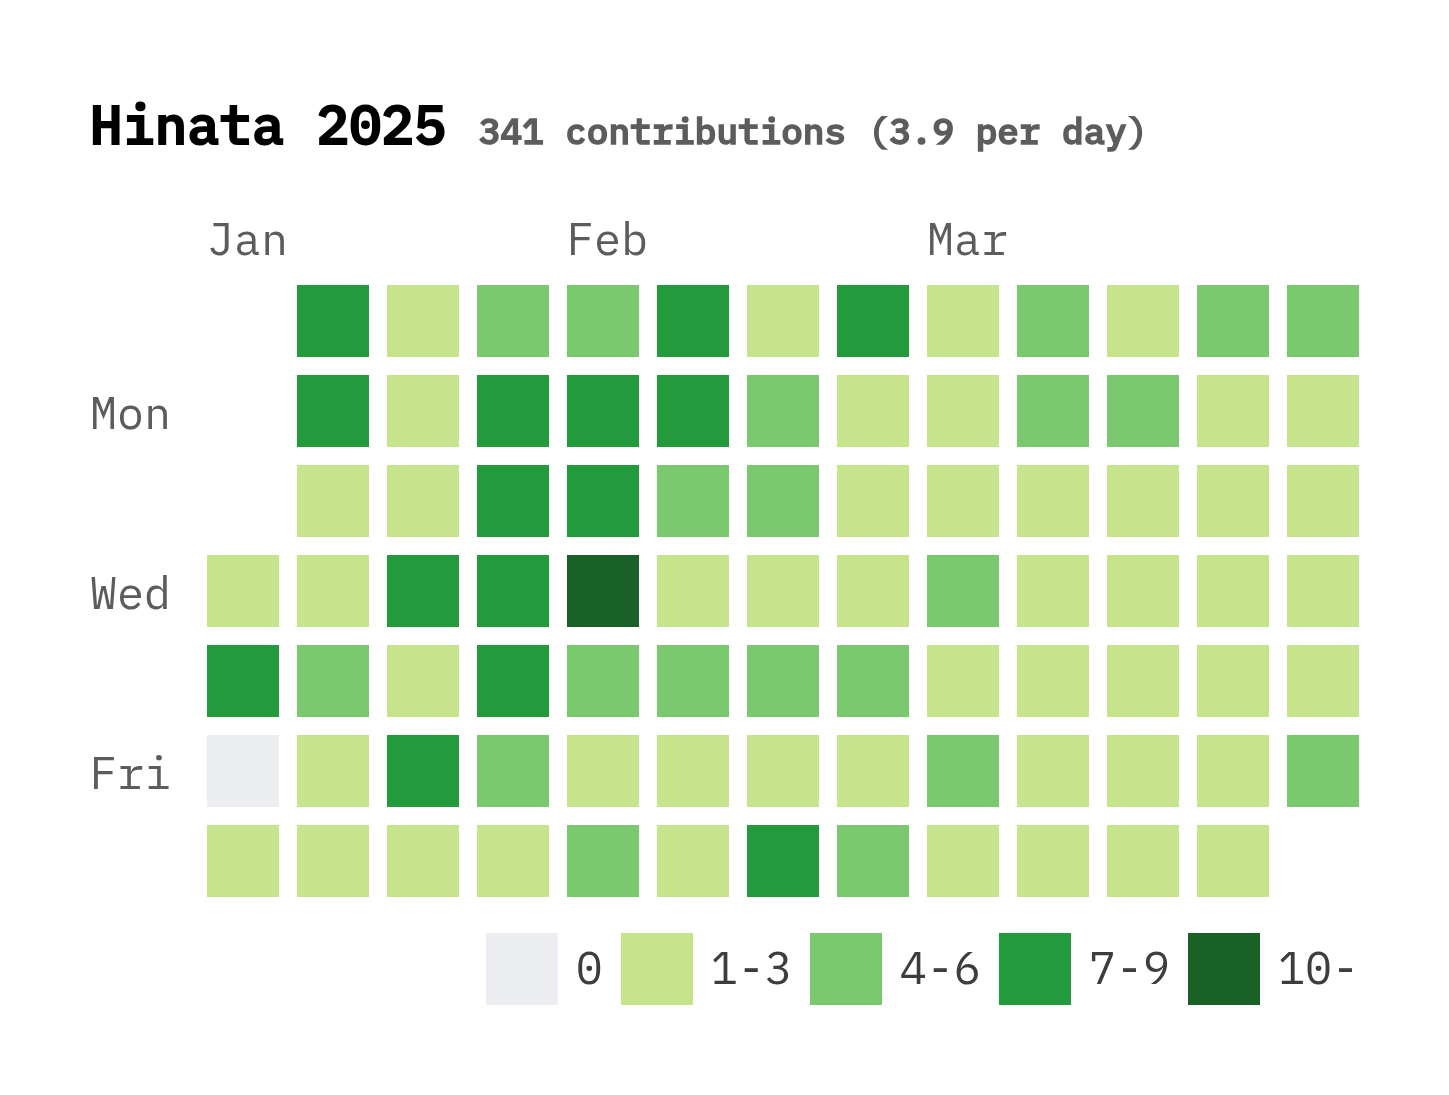 Hinata 2025 341 contributions (3.9 per day)
Jan Feb Mar
Mon
Wed
Fri
0 1-3 4-6 7-9 10-